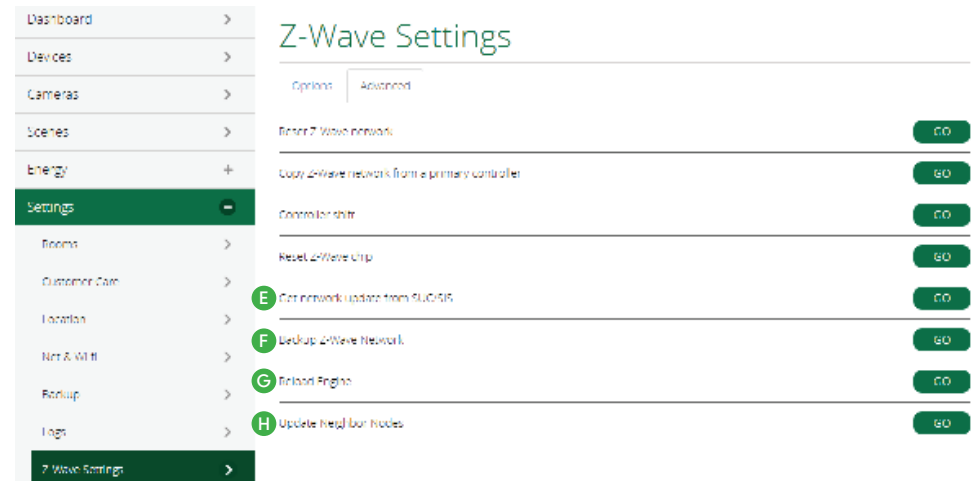 Dashboard
Devices
Cameras
Scenes
Energy
Settings
Rooms
Customer Care
Location
Net & Wi-fi
Backup
Logs
Z-Wave Settings
Z-Wave Settings
Options Advanced
Reset Z-Wave network GO
Copy Z-Wave network from a primary controller GO
Controller shift GO
Reset Z-Wave chip GO
E Get network update from SUC/SIS GO
F Backup Z-Wave Network GO
G Reload Engine GO
H Update Neighbor Nodes GO